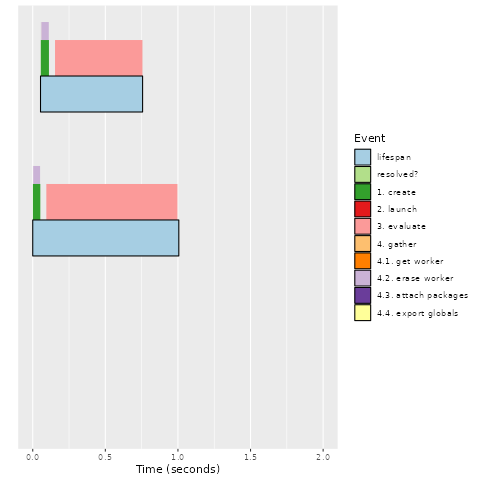 Event
lifespan
resolved?
1. create
2. launch
3. evaluate
4. gather
4.1. get worker
4.2. erase worker
4.3. attach packages
4.4. export globals
0.0 0.5 1.0 1.5 2.0
Time (seconds)